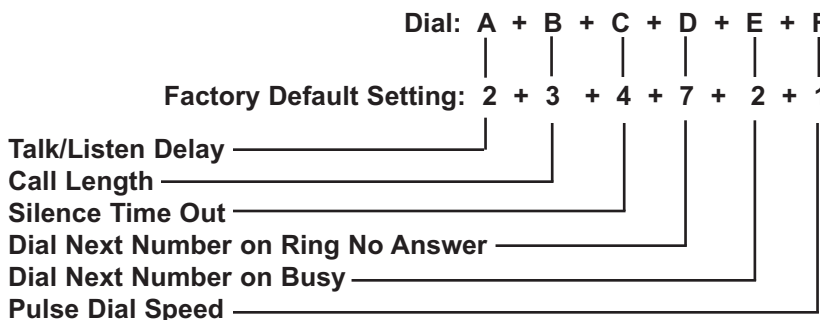 Dial: A + B + C + D + E + F
Factory Default Setting: 2 + 3 + 4 + 7 + 2 + 1
Talk/Listen Delay
Call Length
Silence Time Out
Dial Next Number on Ring No Answer
Dial Next Number on Busy
Pulse Dial Speed